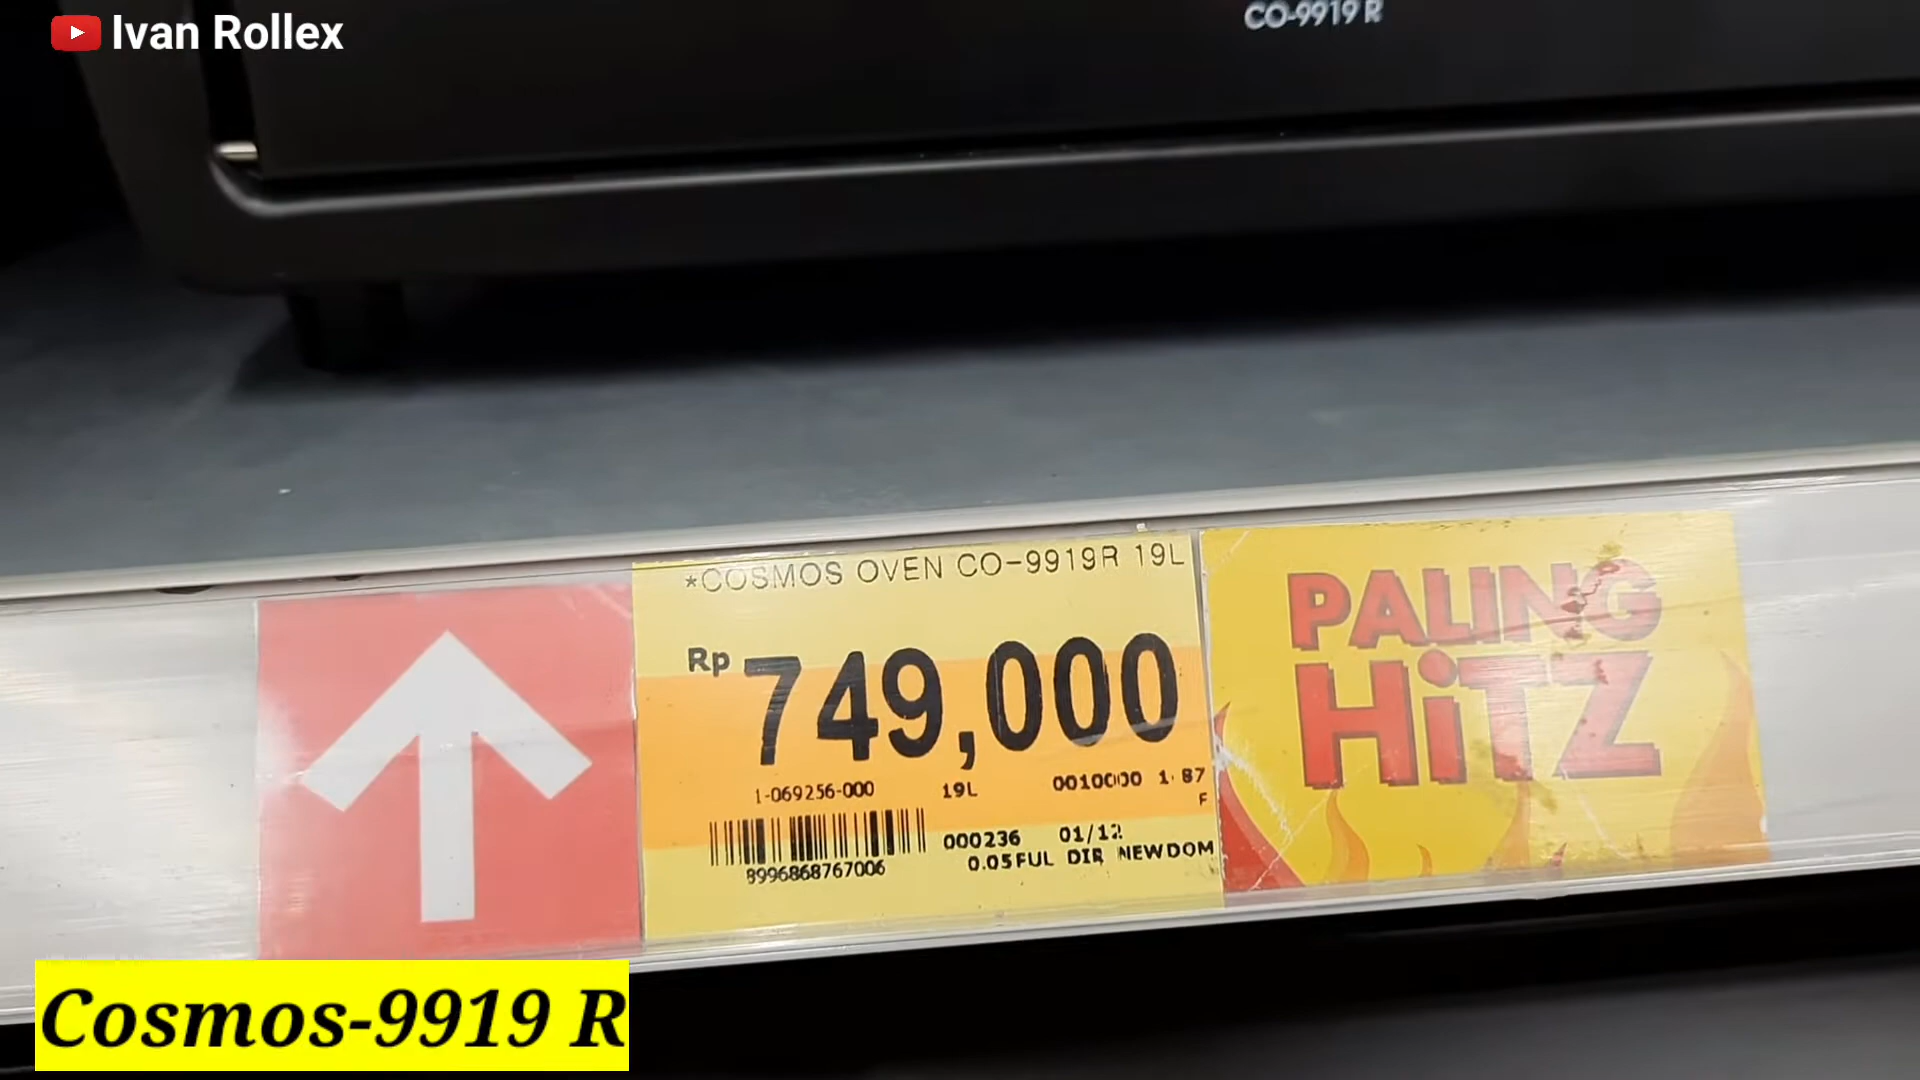 Ivan Rollex
CO-9919 R
*COSMOS OVEN CO-9919R 19L
Rp 749,000
1-069256-000 19L
000236 01/12
0.05FUL DIR NEWDOM
8996868767006
PALING
HiTZ
Cosmos-9919 R